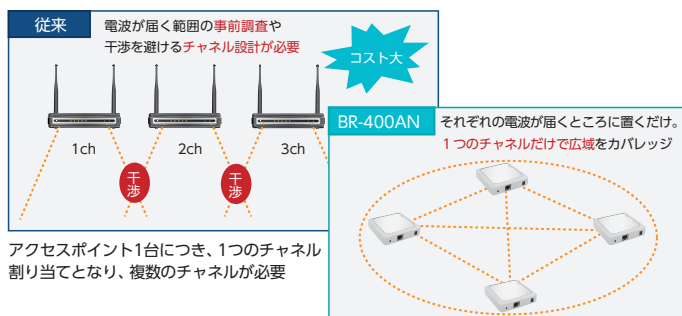 従来
電波が届く範囲の事前調査や
干渉を避けるチャネル設計が必要
コスト大
1ch
2ch
3ch
干渉
干渉
アクセスポイント1台につき、1つのチャネル
割り当てとなり、複数のチャネルが必要
BR-400AN
それぞれの電波が届くところに置くだけ。
1つのチャネルだけで広域をカバレッジ